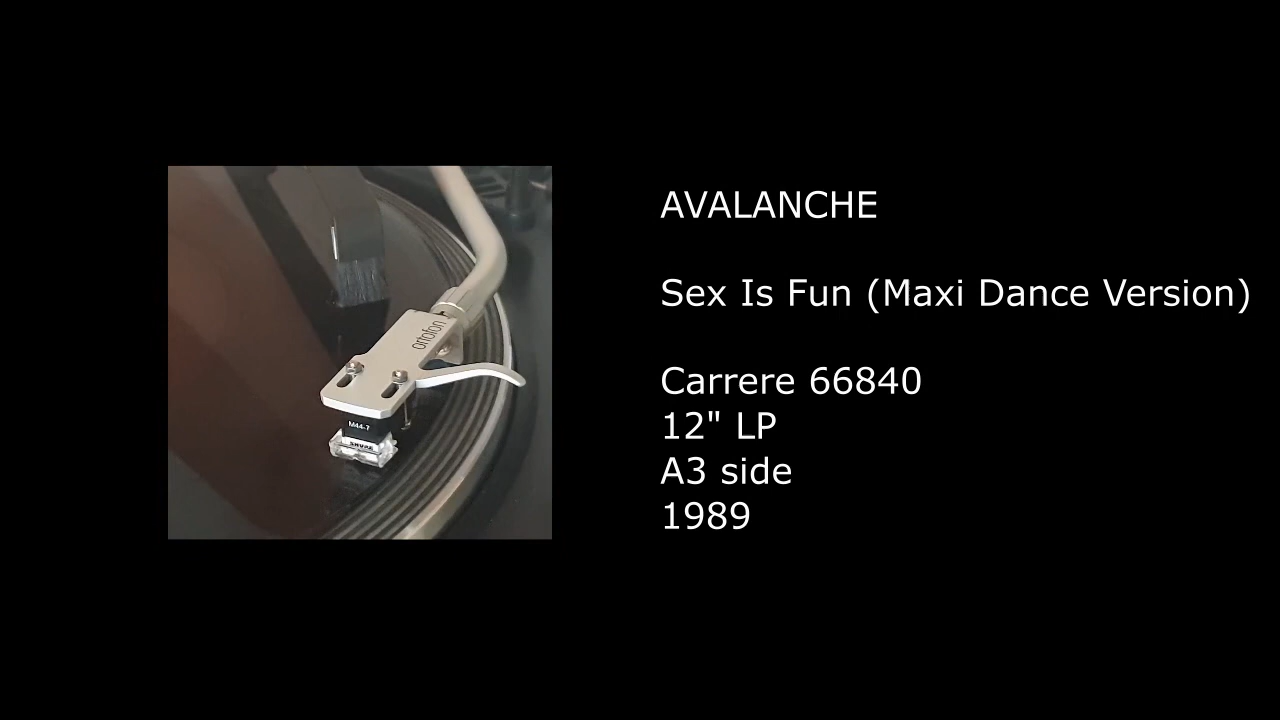 AVALANCHE
Sex Is Fun (Maxi Dance Version)
Carrere 66840
12" LP
A3 side
1989
ortofon
M44-7
SHURE